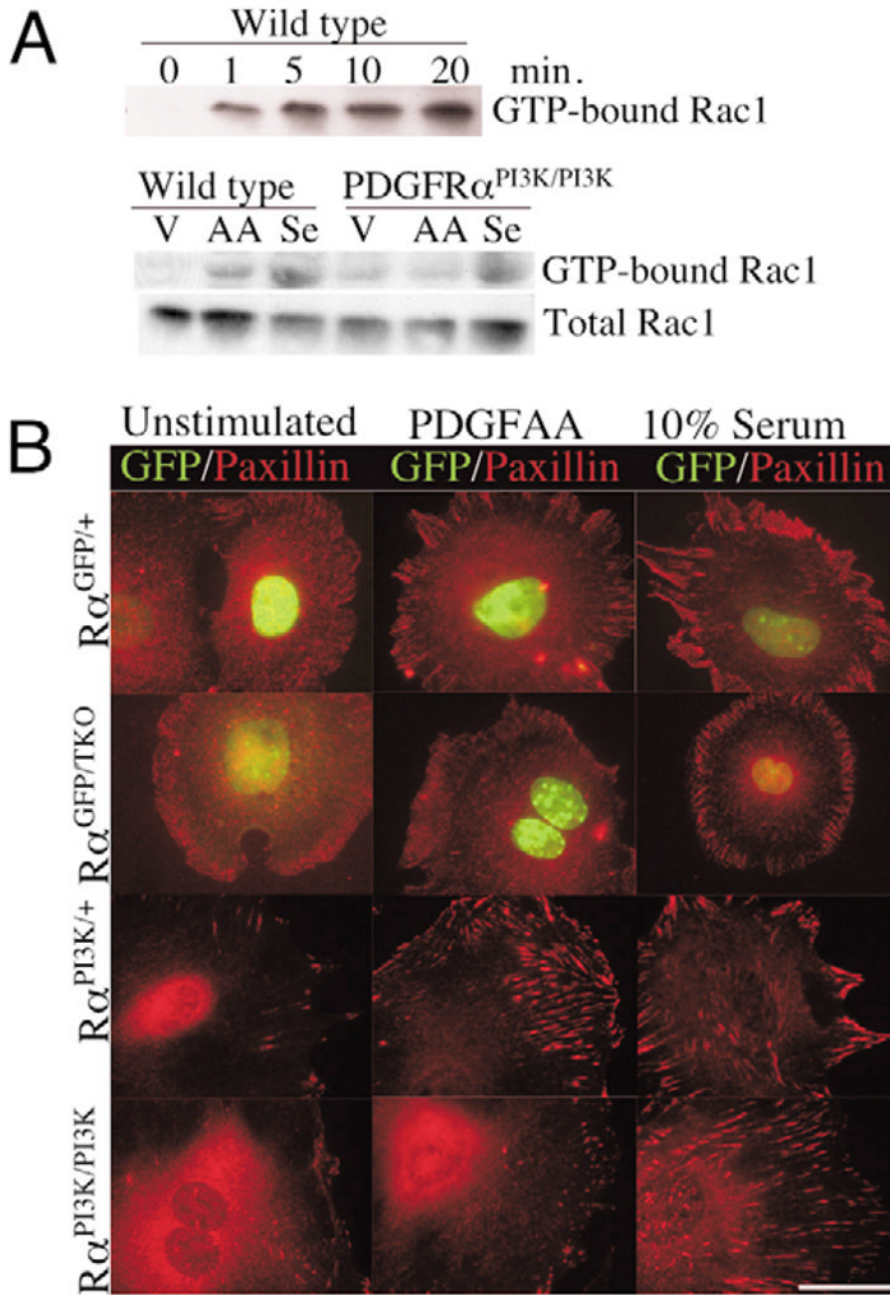 A
Wild type
0 1 5 10 20 min.
GTP-bound Rac1
Wild type PDGFRα^PI3K/PI3K
V AA Se V AA Se
GTP-bound Rac1
Total Rac1
B
Unstimulated PDGFAA 10% Serum
GFP/Paxillin GFP/Paxillin GFP/Paxillin
Rα^GFP/+
Rα^GFP/TKO
Rα^PI3K/+
Rα^PI3K/PI3K